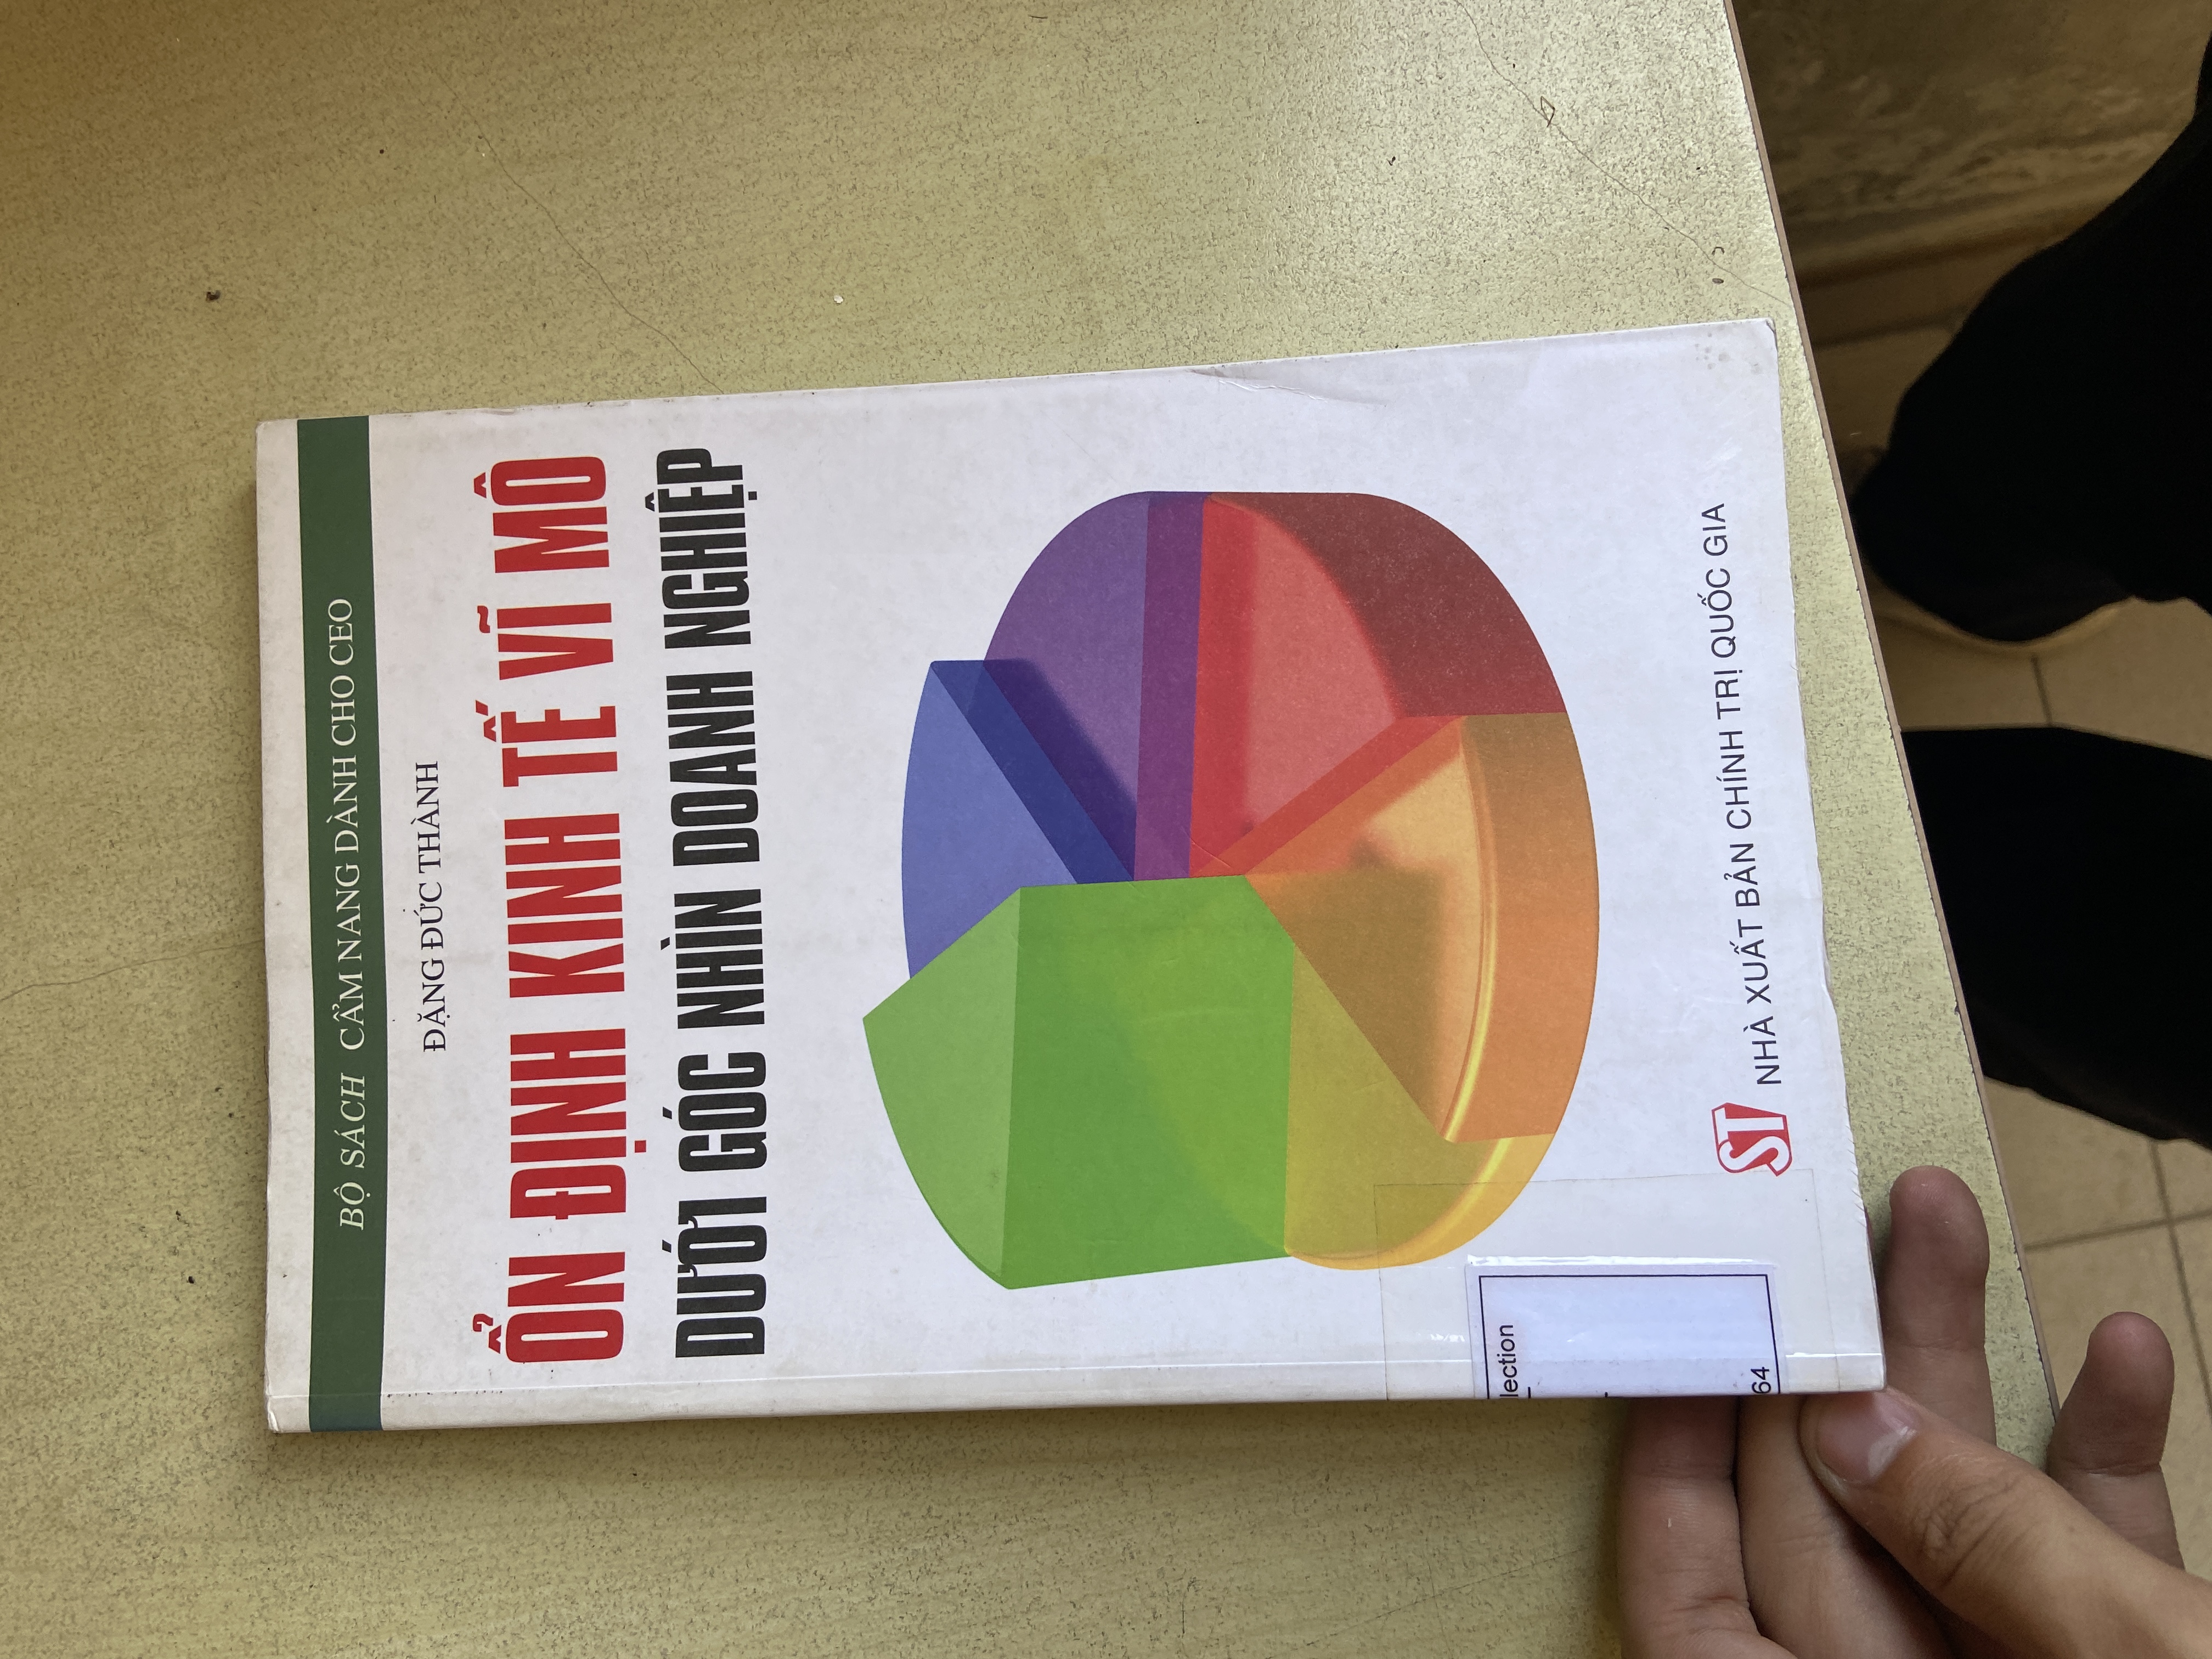 BỘ SÁCH CẨM NANG DÀNH CHO CEO
ĐẶNG ĐỨC THÀNH
ỔN ĐỊNH KINH TẾ VĨ MÔ
DƯỚI GÓC NHÌN DOANH NGHIỆP
lection
64
ST NHÀ XUẤT BẢN CHÍNH TRỊ QUỐC GIA